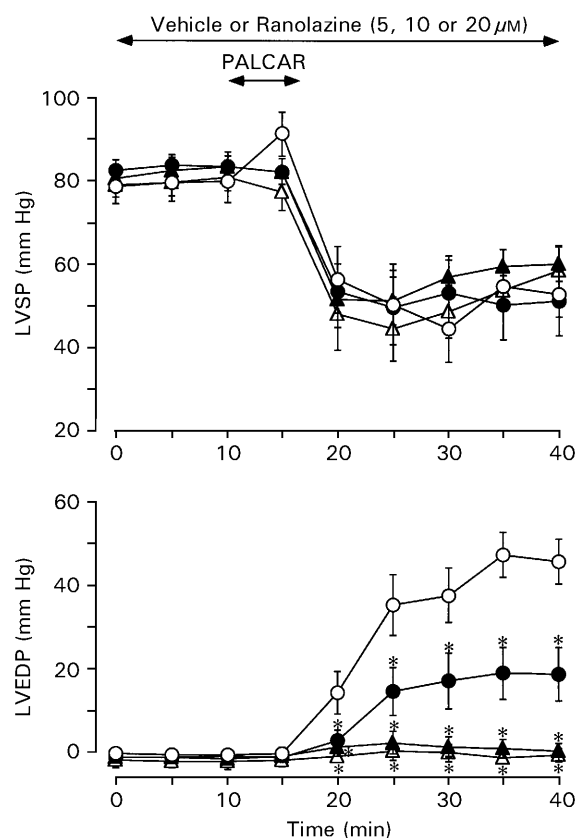 Vehicle or Ranolazine (5, 10 or 20 µM)
PALCAR
100
80
60
40
20
LVSP (mm Hg)
0 10 20 30 40
60
40
20
0
LVEDP (mm Hg)
* * * *
* * * * * *
* * * * *
0 10 20 30 40
Time (min)